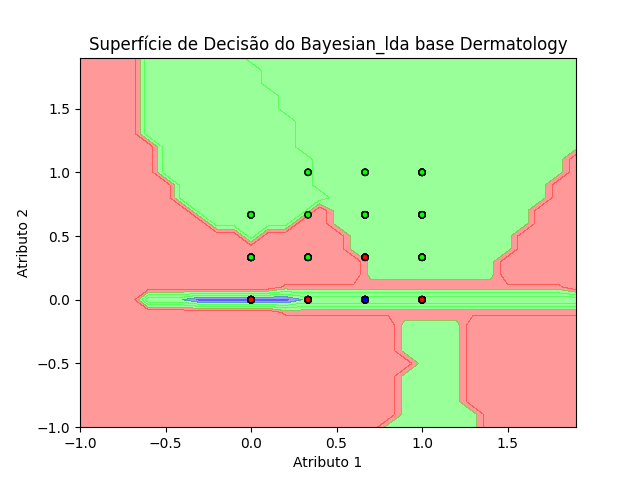 Superfície de Decisão do Bayesian_lda base Dermatology
Atributo 2
1.5
1.0
0.5
0.0
−0.5
−1.0
−1.0 −0.5 0.0 0.5 1.0 1.5
Atributo 1